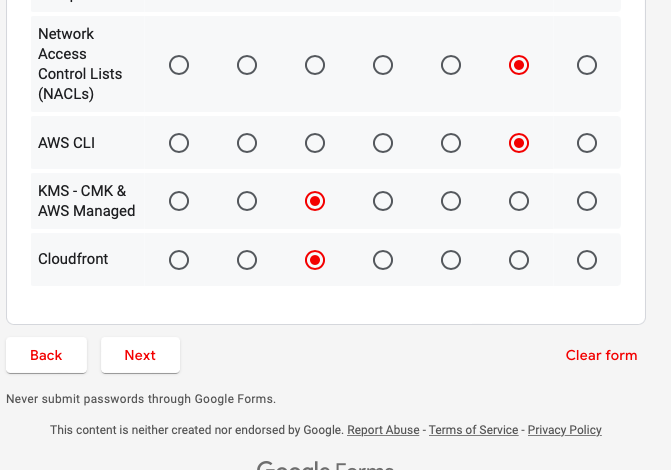 Network
Access
Control Lists
(NACLs)
AWS CLI
KMS - CMK &
AWS Managed
Cloudfront
Back
Next
Clear form
Never submit passwords through Google Forms.
This content is neither created nor endorsed by Google. Report Abuse - Terms of Service - Privacy Policy
Google Forms